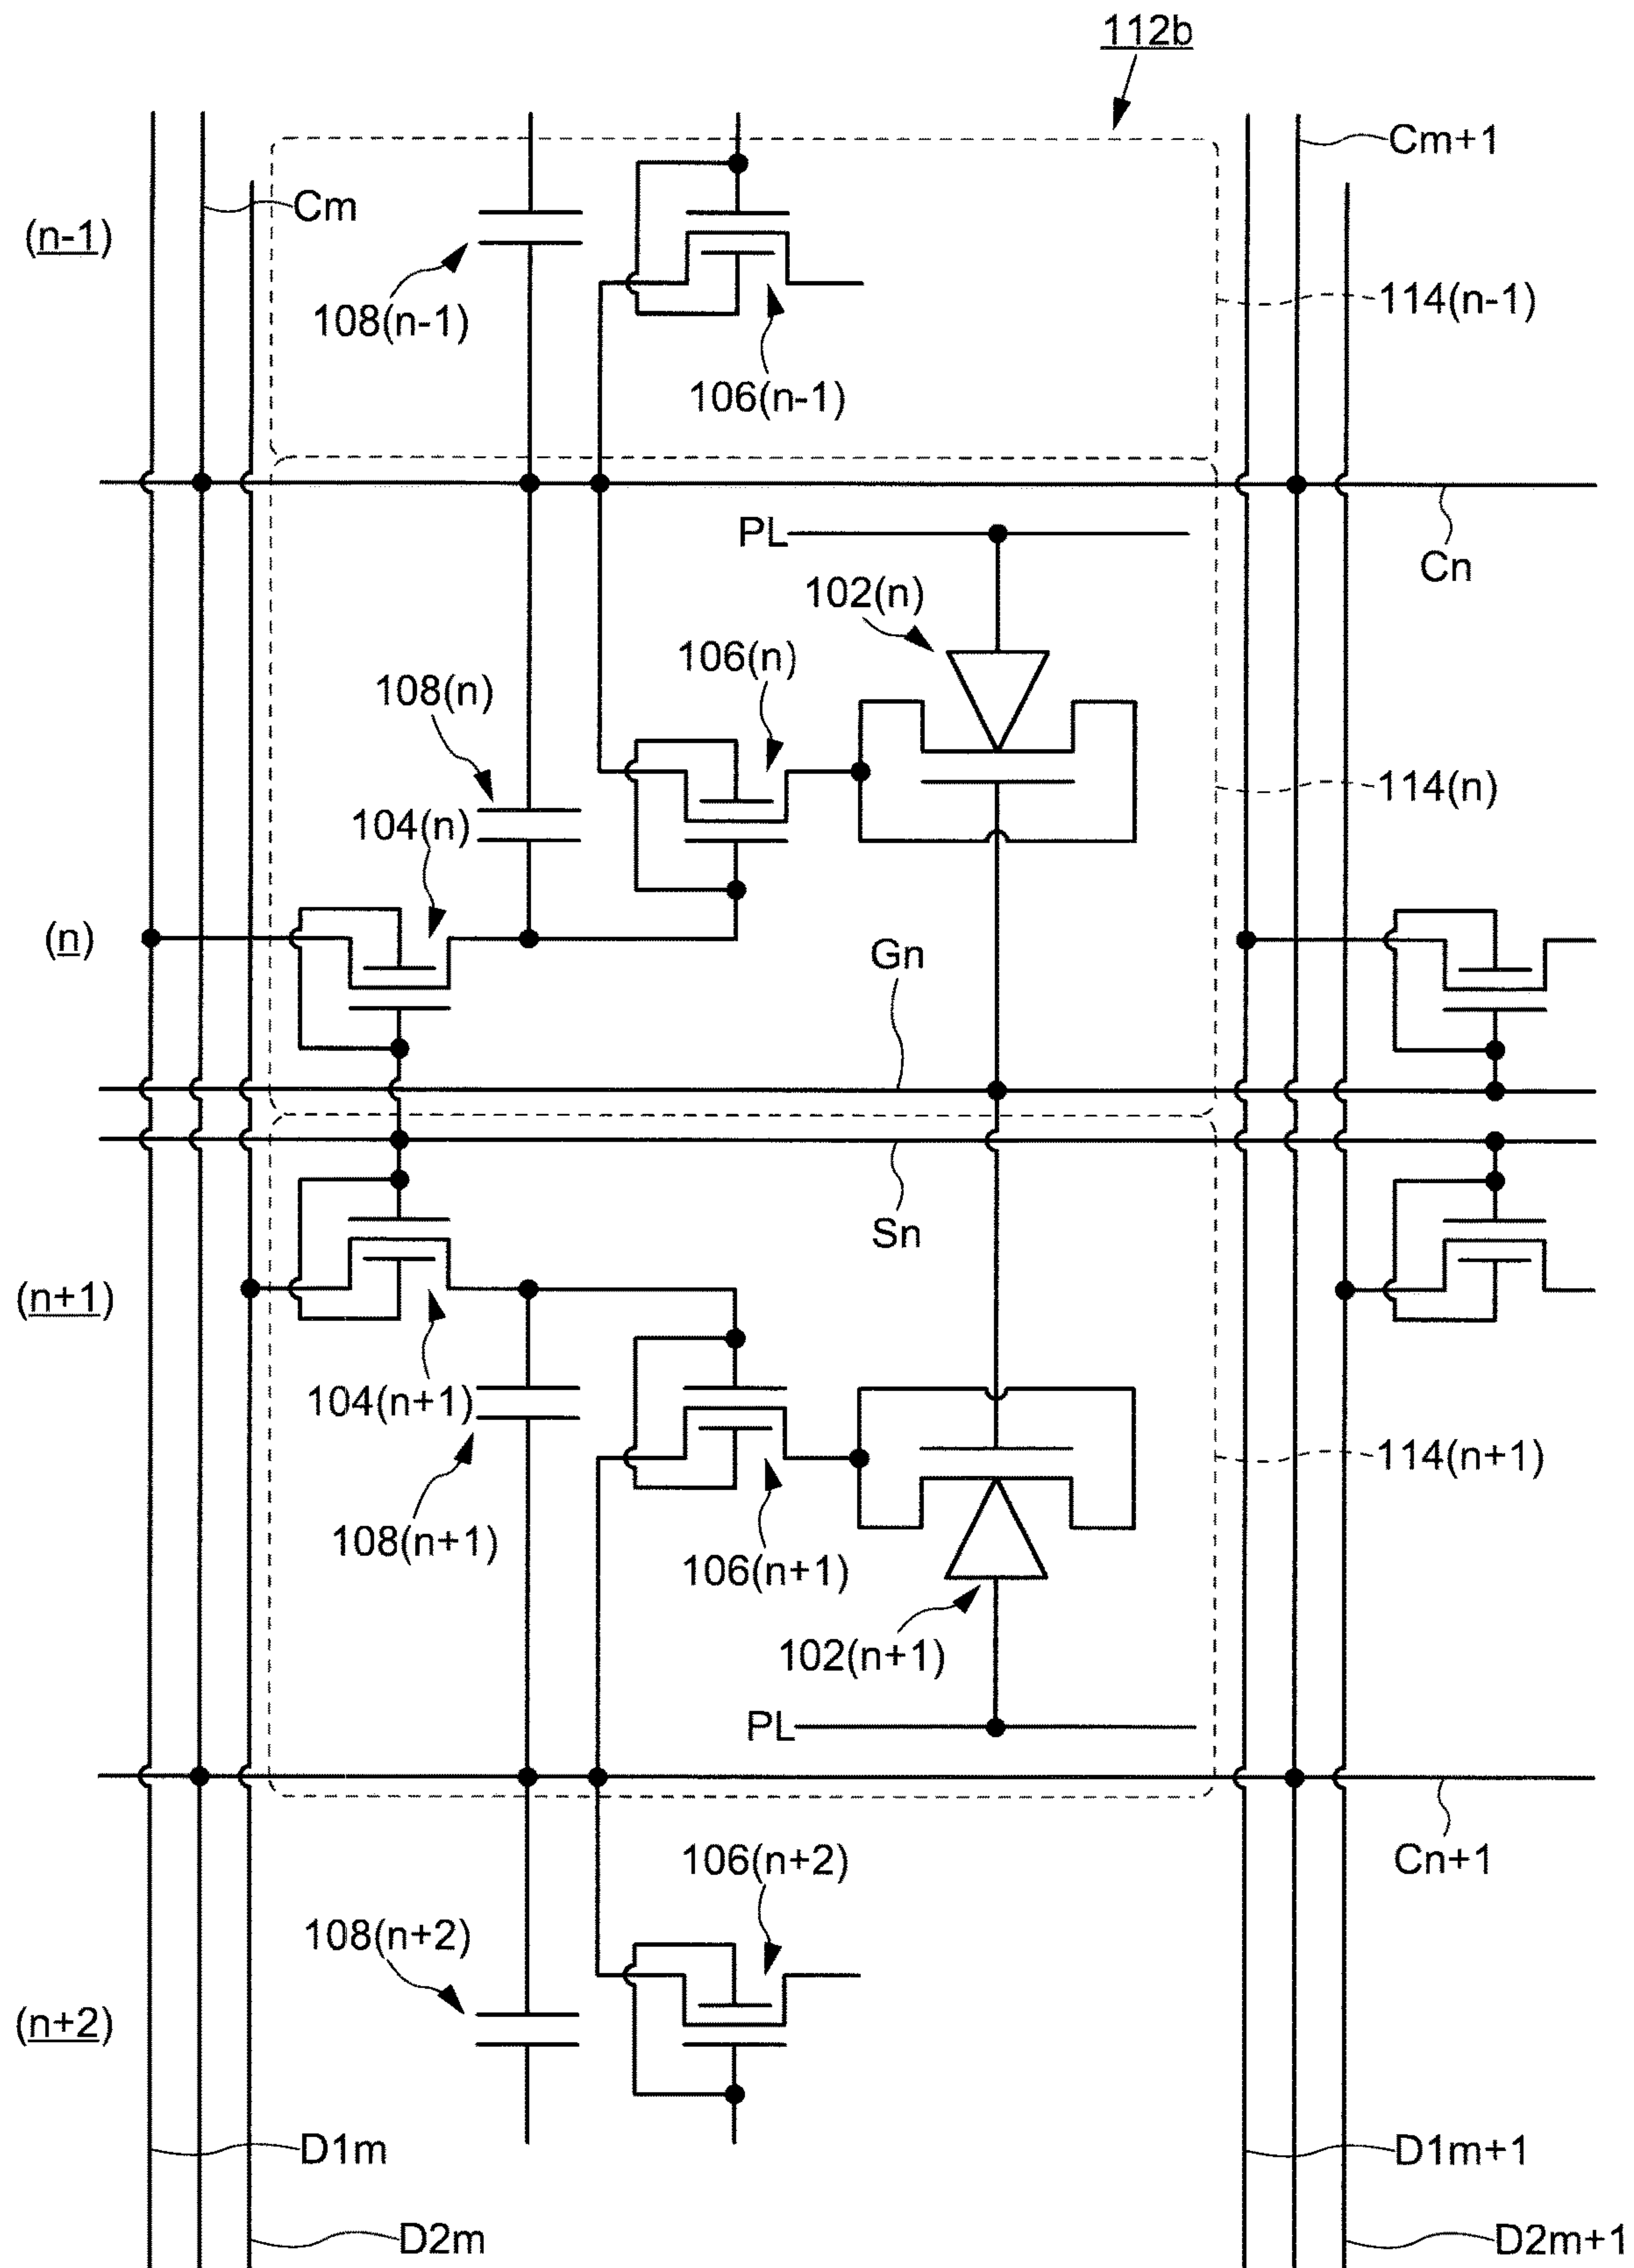 112b
Cm+1
Cm
(n-1)
114(n-1)
108(n-1)
106(n-1)
PL
Cn
102(n)
106(n)
108(n)
114(n)
104(n)
(n)
Gn
Sn
(n+1)
104(n+1)
114(n+1)
108(n+1)
106(n+1)
102(n+1)
PL
106(n+2)
Cn+1
108(n+2)
(n+2)
D1m
D1m+1
D2m
D2m+1